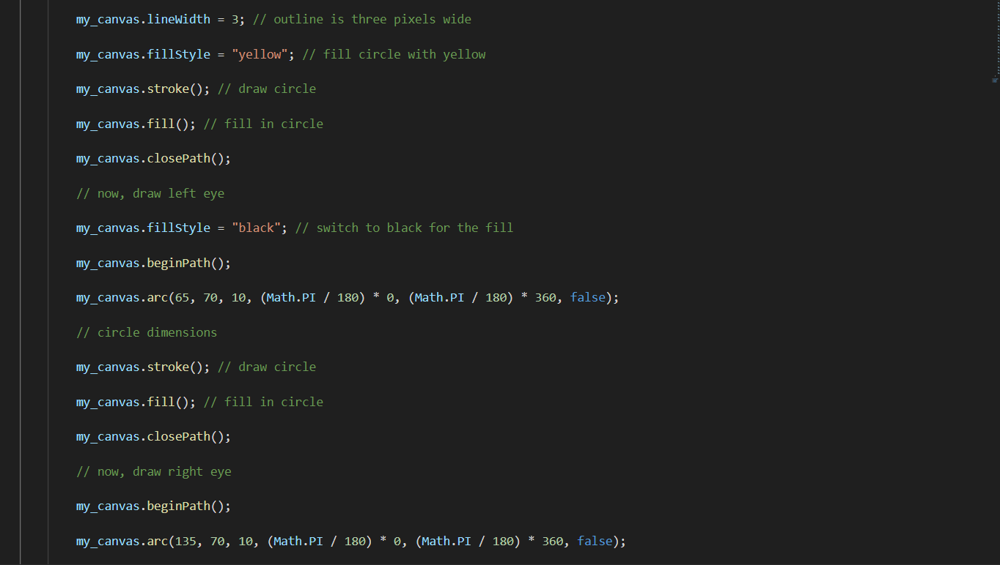 my_canvas.lineWidth = 3; // outline is three pixels wide
my_canvas.fillStyle = "yellow"; // fill circle with yellow
my_canvas.stroke(); // draw circle
my_canvas.fill(); // fill in circle
my_canvas.closePath();
// now, draw left eye
my_canvas.fillStyle = "black"; // switch to black for the fill
my_canvas.beginPath();
my_canvas.arc(65, 70, 10, (Math.PI / 180) * 0, (Math.PI / 180) * 360, false);
// circle dimensions
my_canvas.stroke(); // draw circle
my_canvas.fill(); // fill in circle
my_canvas.closePath();
// now, draw right eye
my_canvas.beginPath();
my_canvas.arc(135, 70, 10, (Math.PI / 180) * 0, (Math.PI / 180) * 360, false);